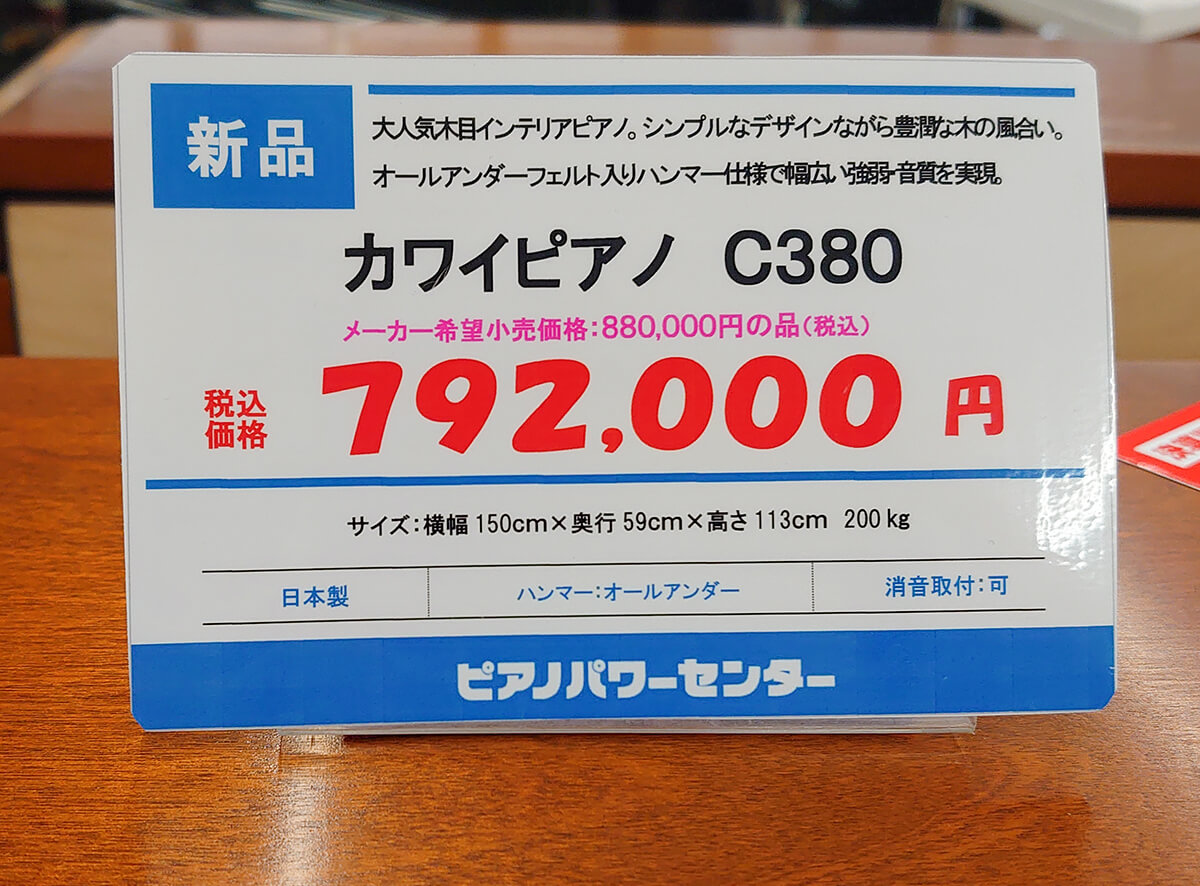 新品
大人気木目インテリアピアノ。シンプルなデザインながら豊潤な木の風合い。
オールアンダーフェルト入りハンマー仕様で幅広い強弱・音質を実現。
カワイピアノ C380
メーカー希望小売価格：880,000円の品（税込）
税込
価格
792,000 円
サイズ：横幅 150cm×奥行 59cm×高さ 113cm 200 kg
日本製
ハンマー：オールアンダー
消音取付：可
ピアノパワーセンター